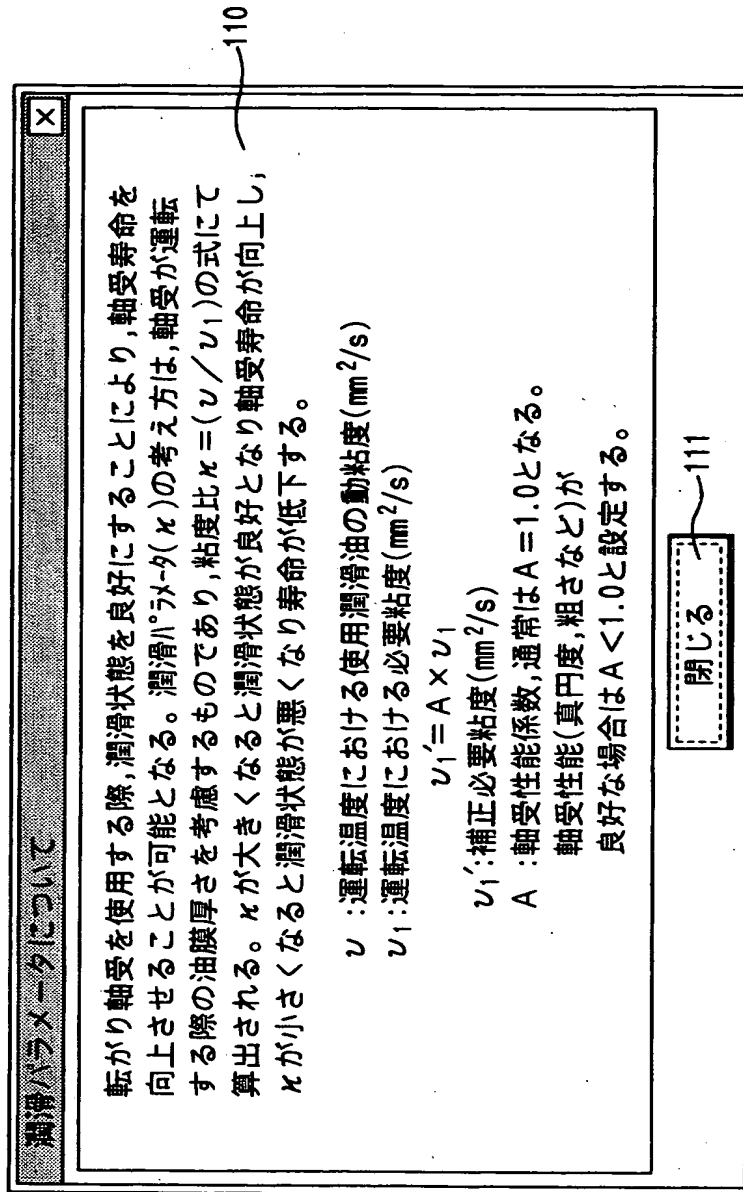 潤滑パラメータについて
×
転がり軸受を使用する際,潤滑状態を良好にすることにより,軸受寿命を
向上させることが可能となる。潤滑パラメータ(κ)の考え方は,軸受が運転
する際の油膜厚さを考慮するものであり,粘度比κ=(ν/ν₁)の式にて
算出される。κが大きくなると潤滑状態が良好となり軸受寿命が向上し,
κが小さくなると潤滑状態が悪くなり寿命が低下する。
ν :運転温度における使用潤滑油の動粘度(mm²/s)
ν₁:運転温度における必要粘度(mm²/s)
ν₁′=A×ν₁
ν₁′:補正必要粘度(mm²/s)
A :軸受性能係数,通常はA=1.0となる。
軸受性能(真円度,粗さなど)が
良好な場合はA<1.0と設定する。
閉じる
110
111